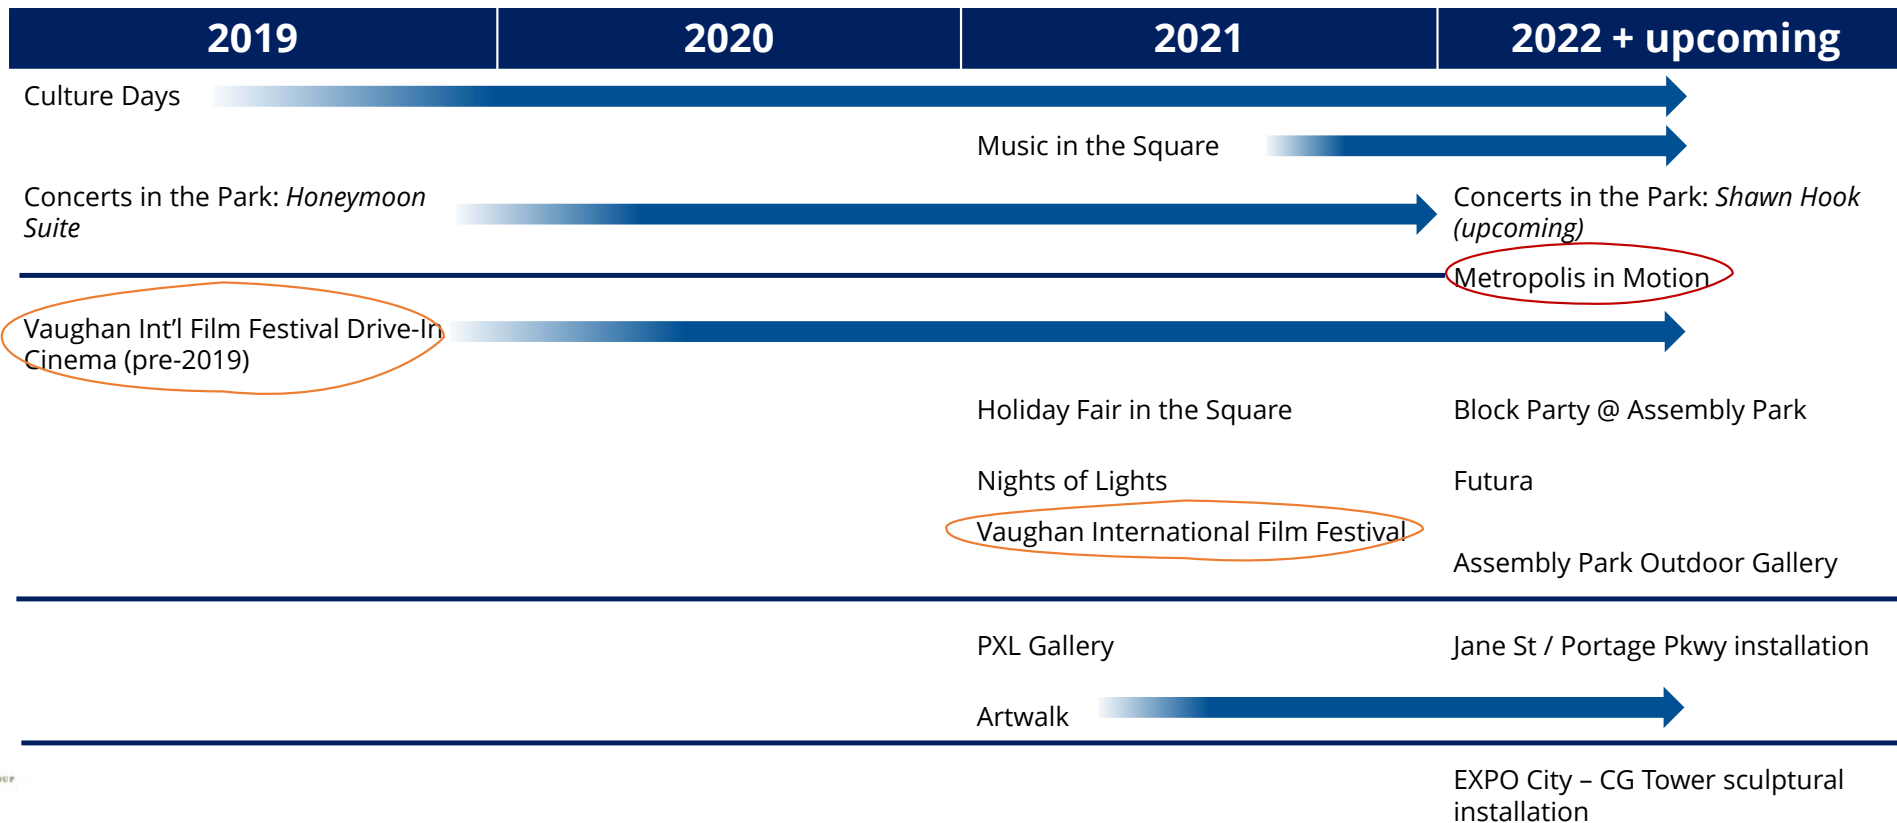 2019 2020 2021 2022 + upcoming
Culture Days
Music in the Square
Concerts in the Park: Honeymoon
Suite
Concerts in the Park: Shawn Hook
(upcoming)
Metropolis in Motion
Vaughan Int’l Film Festival Drive-In
Cinema (pre-2019)
Holiday Fair in the Square
Block Party @ Assembly Park
Nights of Lights
Futura
Vaughan International Film Festival
Assembly Park Outdoor Gallery
PXL Gallery
Jane St / Portage Pkwy installation
Artwalk
EXPO City – CG Tower sculptural
installation